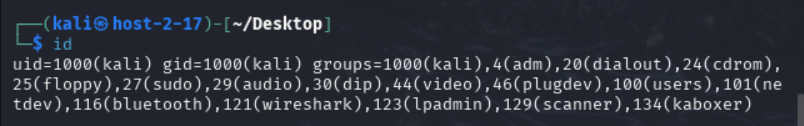 ┌──(kali㉿host-2-17)-[~/Desktop]
└─$ id
uid=1000(kali) gid=1000(kali) groups=1000(kali),4(adm),20(dialout),24(cdrom),
25(floppy),27(sudo),29(audio),30(dip),44(video),46(plugdev),100(users),101(ne
tdev),116(bluetooth),121(wireshark),123(lpadmin),129(scanner),134(kaboxer)